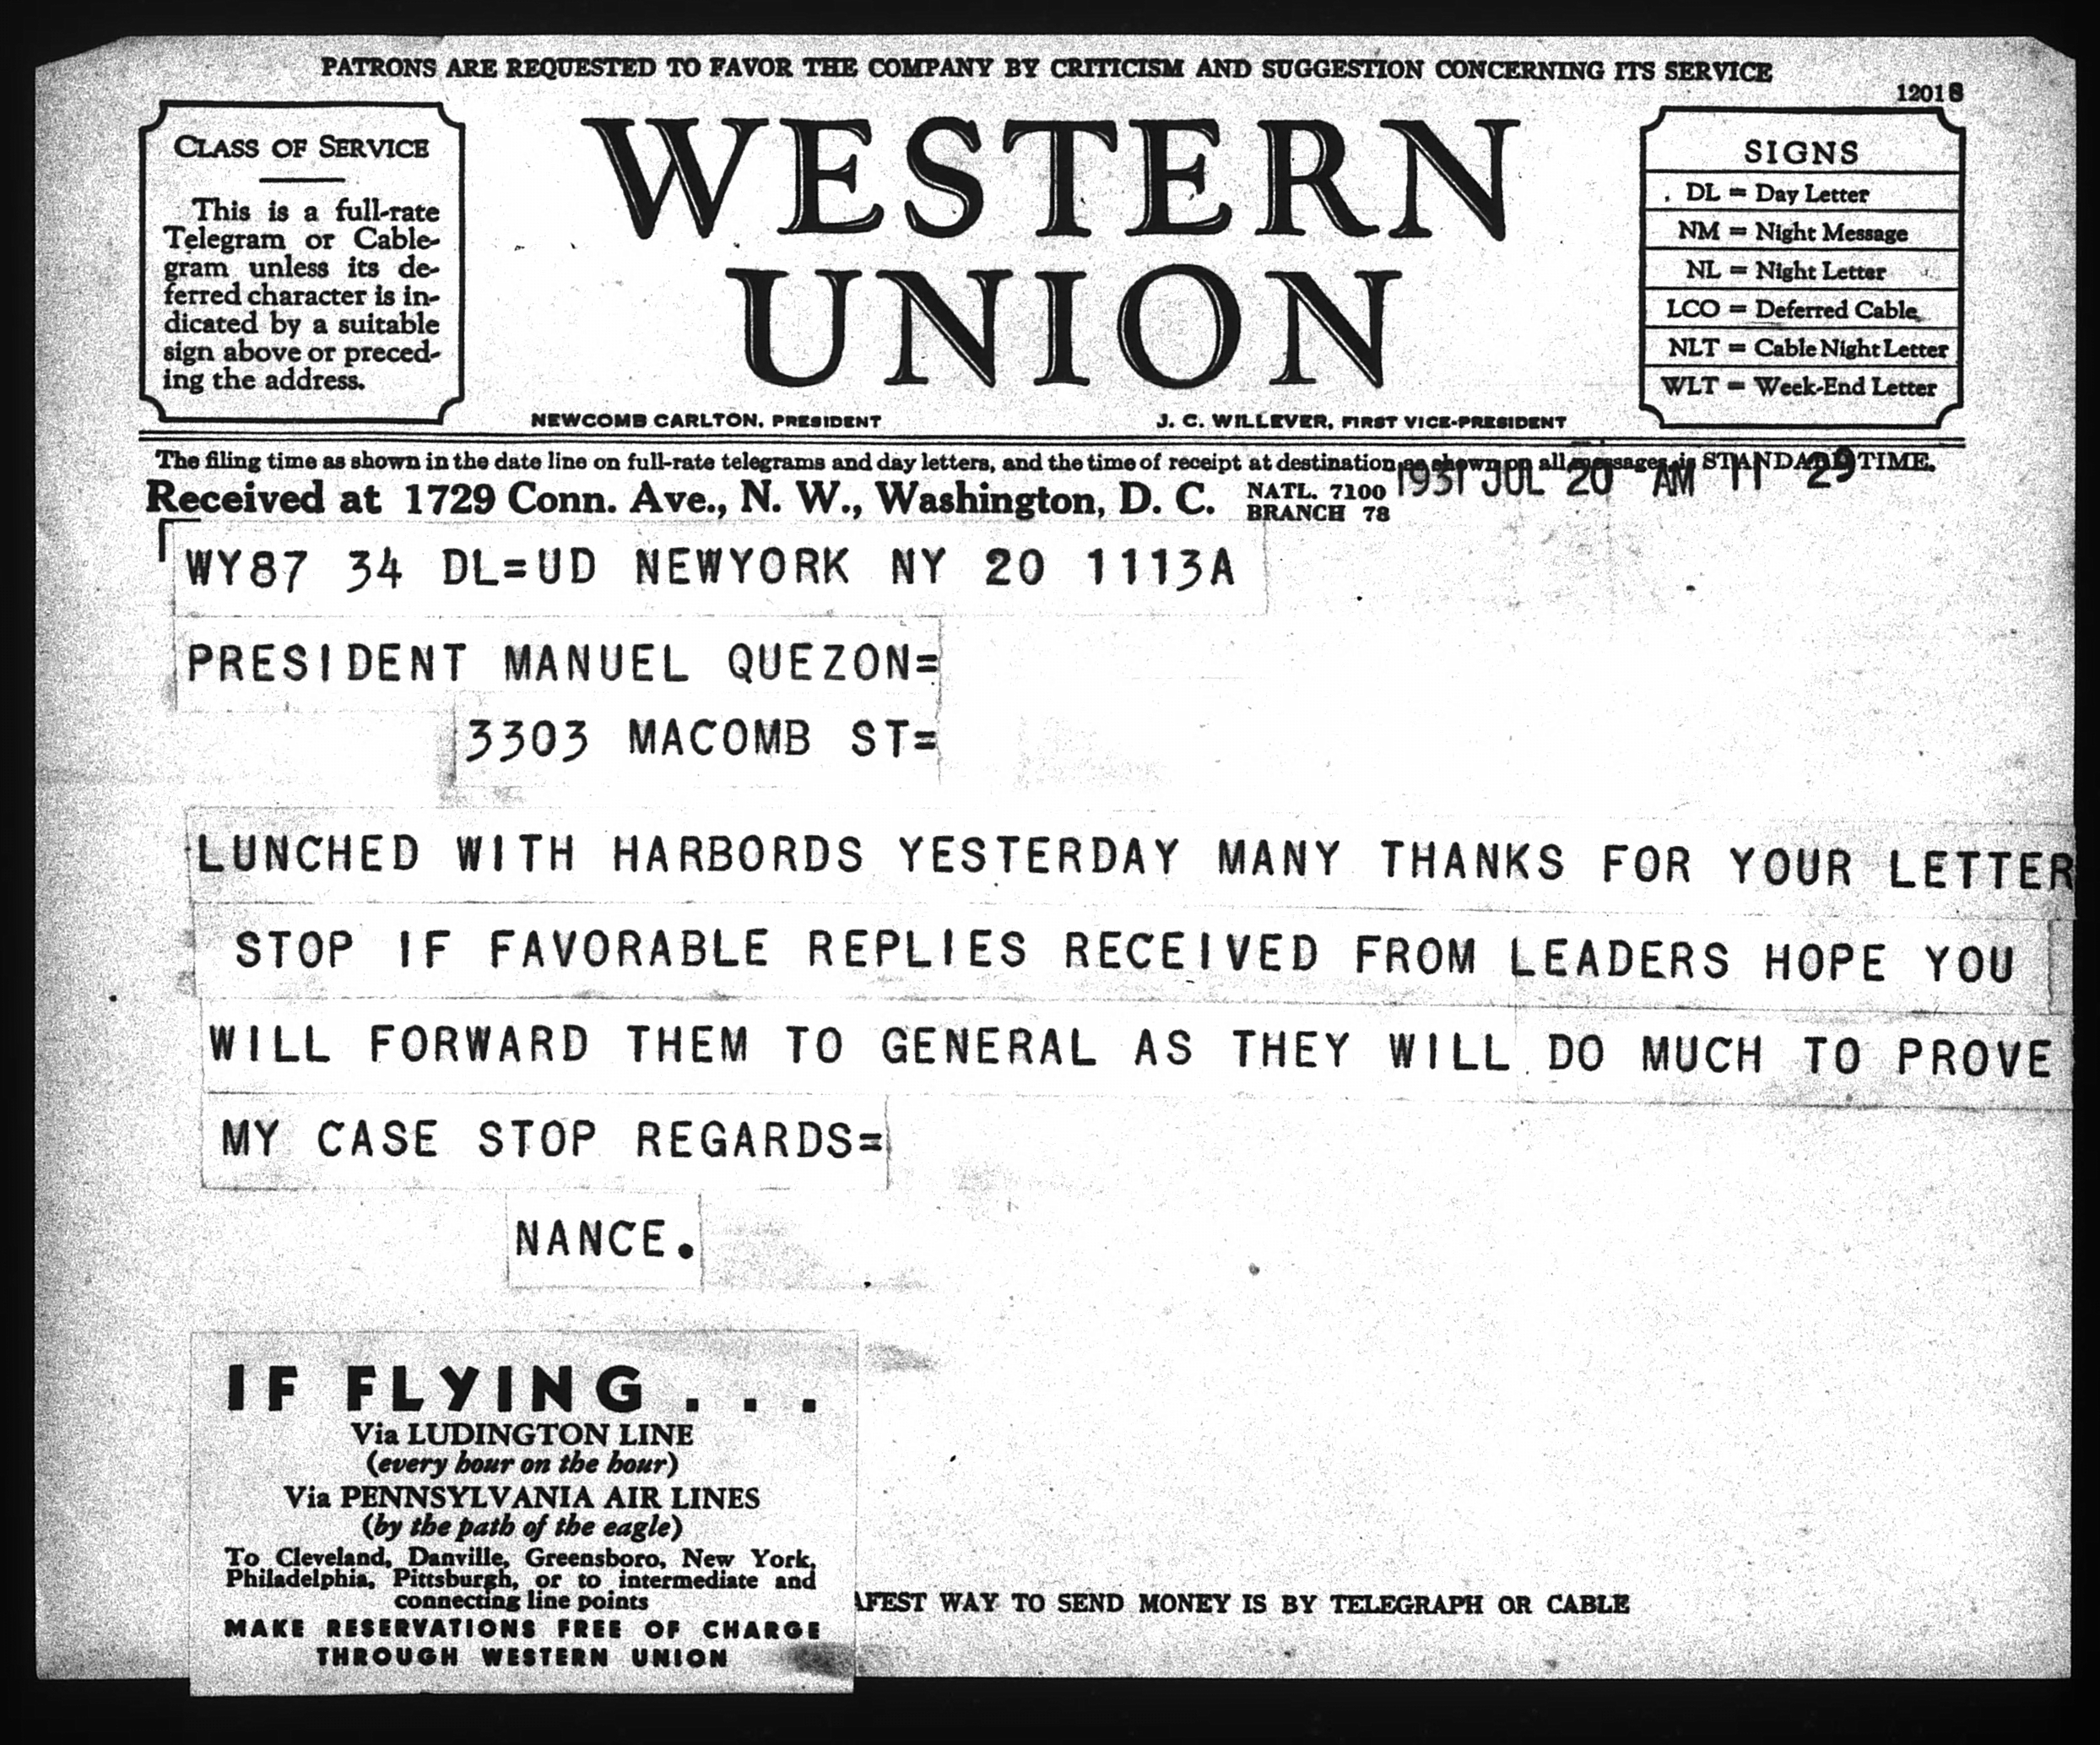 PATRONS ARE REQUESTED TO FAVOR THE COMPANY BY CRITICISM AND SUGGESTION CONCERNING ITS SERVICE
1201S
CLASS OF SERVICE
This is a full-rate
Telegram or Cable-
gram unless its de-
ferred character is in-
dicated by a suitable
sign above or preced-
ing the address.
WESTERN
UNION
NEWCOMB CARLTON, PRESIDENT
J. C. WILLEVER, FIRST VICE-PRESIDENT
SIGNS
DL = Day Letter
NM = Night Message
NL = Night Letter
LCO = Deferred Cable
NLT = Cable Night Letter
WLT = Week-End Letter
The filing time as shown in the date line on full-rate telegrams and day letters, and the time of receipt at destination as shown on all messages, is STANDARD TIME.
Received at 1729 Conn. Ave., N. W., Washington, D. C. NATL. 7100
BRANCH 78
1931 JUL 20 AM 11 29
WY87 34 DL=UD NEWYORK NY 20 1113A
PRESIDENT MANUEL QUEZON=
3303 MACOMB ST=
LUNCHED WITH HARBORDS YESTERDAY MANY THANKS FOR YOUR LETTER
STOP IF FAVORABLE REPLIES RECEIVED FROM LEADERS HOPE YOU
WILL FORWARD THEM TO GENERAL AS THEY WILL DO MUCH TO PROVE
MY CASE STOP REGARDS=
NANCE.
IF FLYING . . .
Via LUDINGTON LINE
(every hour on the hour)
Via PENNSYLVANIA AIR LINES
(by the path of the eagle)
To Cleveland, Danville, Greensboro, New York,
Philadelphia, Pittsburgh, or to intermediate and
connecting line points
MAKE RESERVATIONS FREE OF CHARGE
THROUGH WESTERN UNION
AFEST WAY TO SEND MONEY IS BY TELEGRAPH OR CABLE